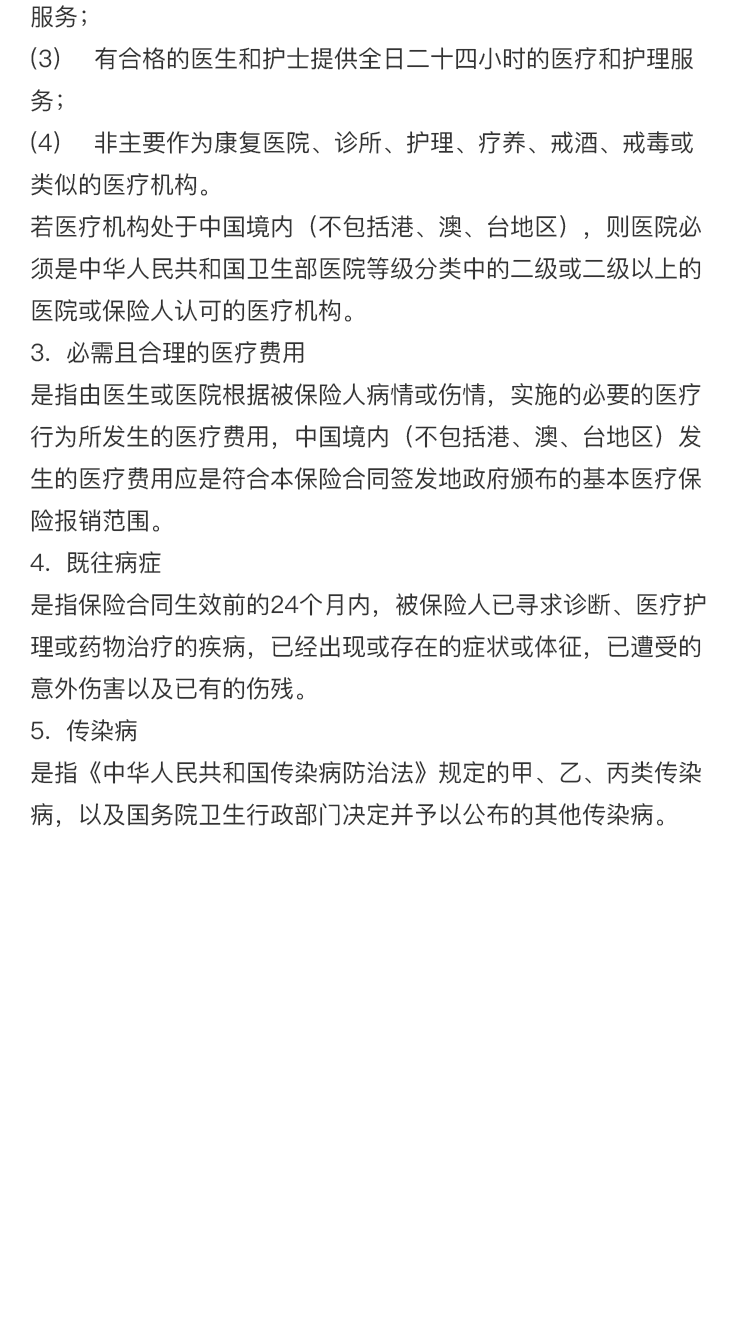 服务；
(3)　有合格的医生和护士提供全日二十四小时的医疗和护理服
务；
(4)　非主要作为康复医院、诊所、护理、疗养、戒酒、戒毒或
类似的医疗机构。
若医疗机构处于中国境内（不包括港、澳、台地区），则医院必
须是中华人民共和国卫生部医院等级分类中的二级或二级以上的
医院或保险人认可的医疗机构。
3.  必需且合理的医疗费用
是指由医生或医院根据被保险人病情或伤情，实施的必要的医疗
行为所发生的医疗费用，中国境内（不包括港、澳、台地区）发
生的医疗费用应是符合本保险合同签发地政府颁布的基本医疗保
险报销范围。
4.  既往病症
是指保险合同生效前的24个月内，被保险人已寻求诊断、医疗护
理或药物治疗的疾病，已经出现或存在的症状或体征，已遭受的
意外伤害以及已有的伤残。
5.  传染病
是指《中华人民共和国传染病防治法》规定的甲、乙、丙类传染
病，以及国务院卫生行政部门决定并予以公布的其他传染病。